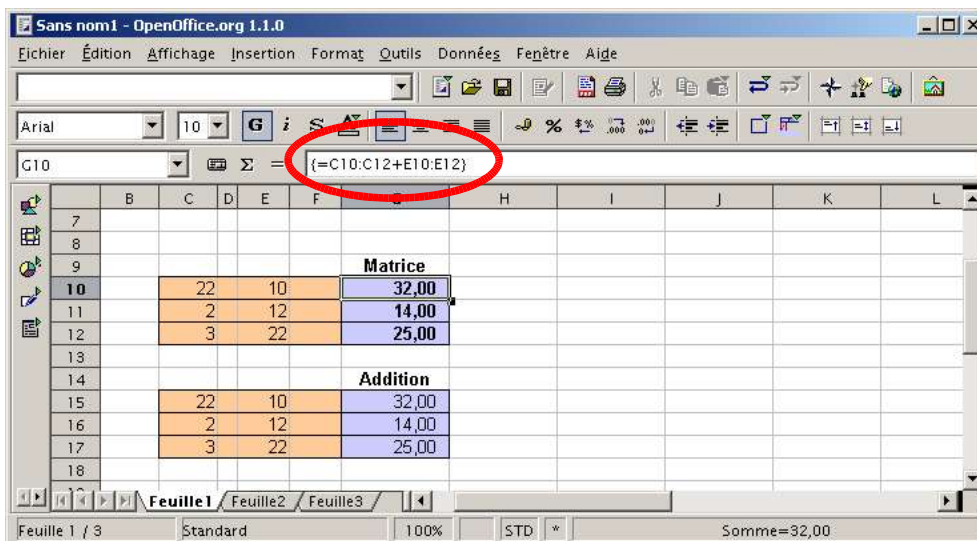 Sans nom1 - OpenOffice.org 1.1.0
Fichier Édition Affichage Insertion Format Outils Données Fenêtre Aide
Arial 10 G i S
G10 Σ = {=C10:C12+E10:E12}
B C D E F G H I J K L
7
8
9 Matrice
10 22 10 32,00
11 2 12 14,00
12 3 22 25,00
13
14 Addition
15 22 10 32,00
16 2 12 14,00
17 3 22 25,00
18
Feuille1 Feuille2 Feuille3
Feuille 1 / 3 Standard 100% STD * Somme=32,00